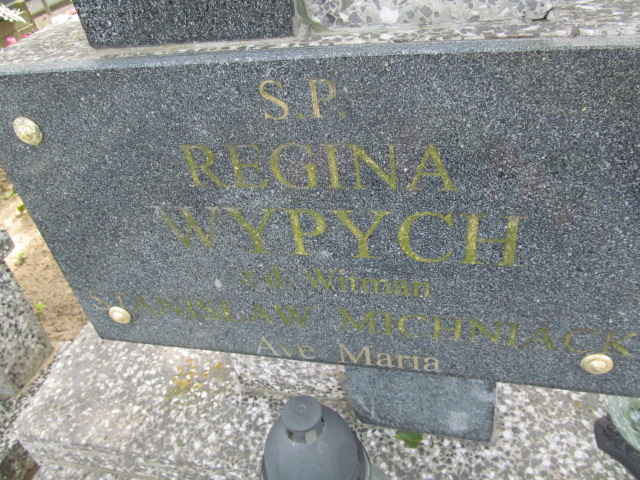 S.P.
REGINA
WYPYCH
z d. Witman
STANISŁAW MICHNIACK
Ave Maria